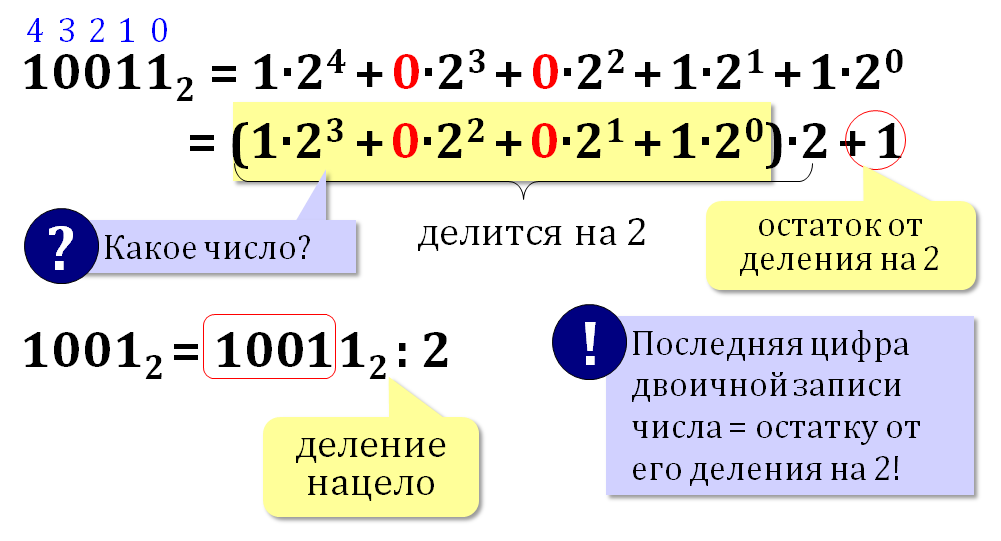 4 3 2 1 0
10011₂ = 1·2⁴ + 0·2³ + 0·2² + 1·2¹ + 1·2⁰
= (1·2³ + 0·2² + 0·2¹ + 1·2⁰)·2 + 1
? Какое число?
делится на 2
остаток от
деления на 2
1001₂ = 10011₂ : 2
деление
нацело
! Последняя цифра
двоичной записи
числа = остатку от
его деления на 2!